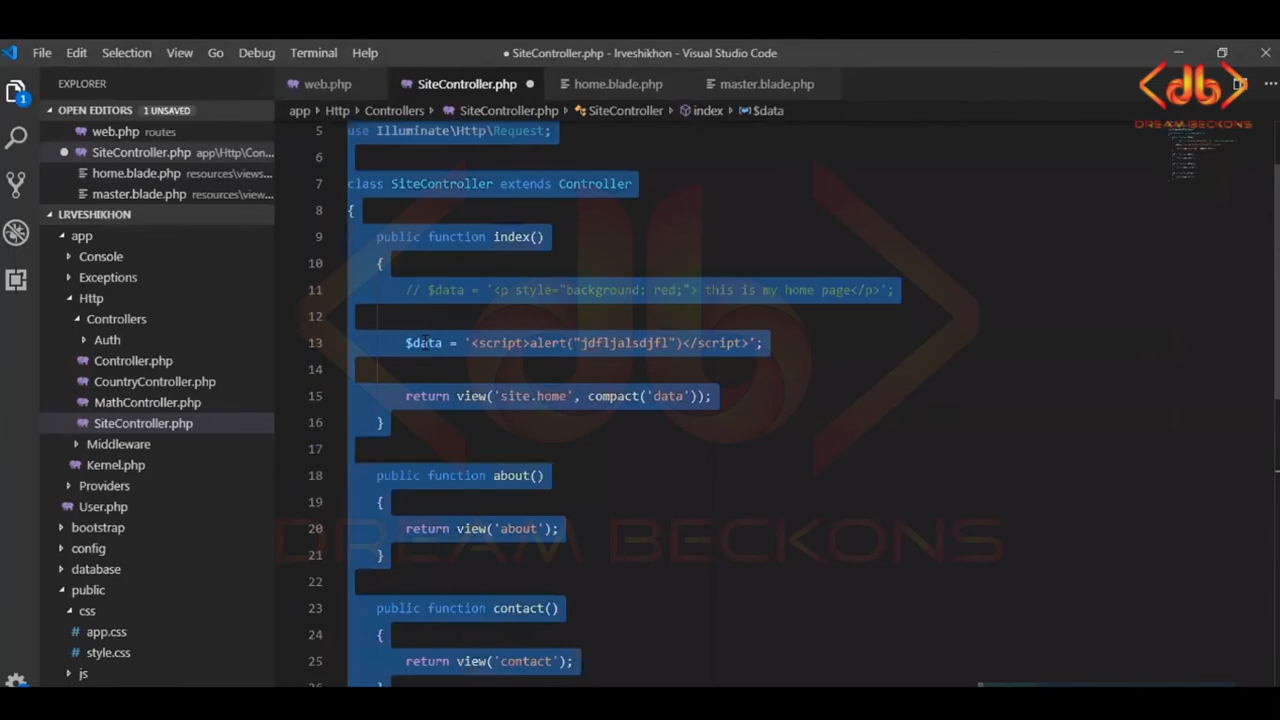 File Edit Selection View Go Debug Terminal Help
● SiteController.php - lrveshikhon - Visual Studio Code
EXPLORER
web.php
SiteController.php
home.blade.php
master.blade.php
db
DREAM BECKONS
OPEN EDITORS 1 UNSAVED
app › Http › Controllers › SiteController.php › SiteController › index › $data
1
web.php routes
SiteController.php app\Http\Con...
home.blade.php resources\views...
master.blade.php resources\view...
LRVESHIKHON
app
Console
Exceptions
Http
Controllers
Auth
Controller.php
CountryController.php
MathController.php
SiteController.php
Middleware
Kernel.php
Providers
User.php
bootstrap
config
database
public
css
app.css
style.css
js
5 use Illuminate\Http\Request;
6
7 class SiteController extends Controller
8 {
9 public function index()
10 {
11 // $data = '<p style="background: red;"> this is my home page</p>';
12
13 $data = '<script>alert("jdfljalsdjfl")</script>';
14
15 return view('site.home', compact('data'));
16 }
17
18 public function about()
19 {
20 return view('about');
21 }
22
23 public function contact()
24 {
25 return view('contact');
DREAM BECKONS